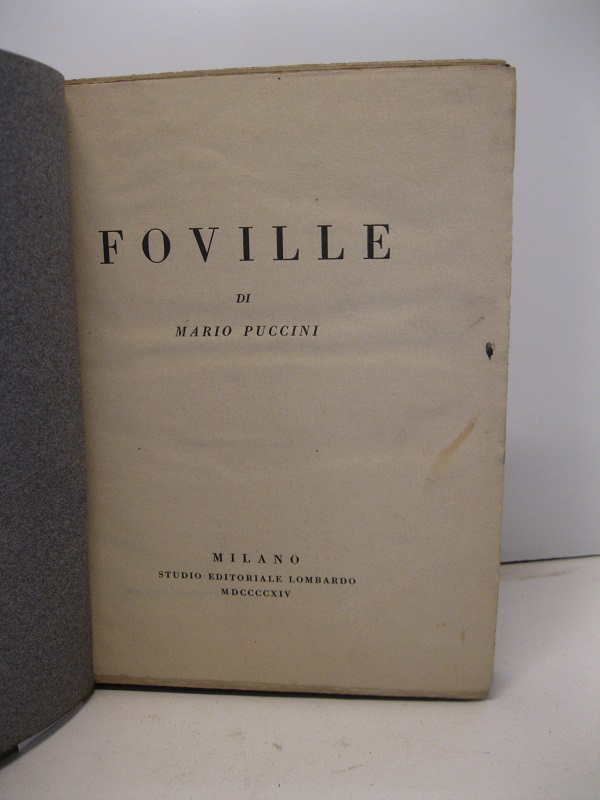 FOVILLE
DI
MARIO PUCCINI
MILANO
STUDIO EDITORIALE LOMBARDO
MDCCCCXIV